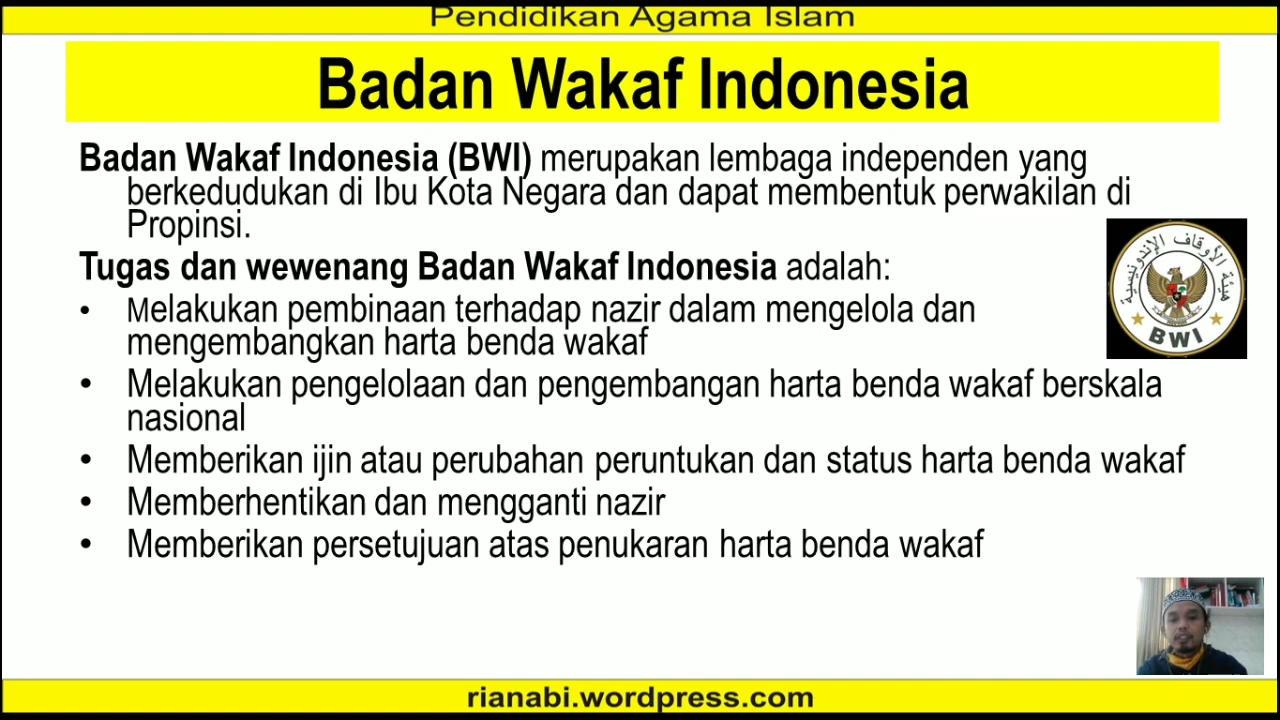 Pendidikan Agama Islam
Badan Wakaf Indonesia
Badan Wakaf Indonesia (BWI) merupakan lembaga independen yang
berkedudukan di Ibu Kota Negara dan dapat membentuk perwakilan di
Propinsi.
هيئة الأوقاف الإندونيسية
BWI
Tugas dan wewenang Badan Wakaf Indonesia adalah:
• Melakukan pembinaan terhadap nazir dalam mengelola dan
mengembangkan harta benda wakaf
• Melakukan pengelolaan dan pengembangan harta benda wakaf berskala
nasional
• Memberikan ijin atau perubahan peruntukan dan status harta benda wakaf
• Memberhentikan dan mengganti nazir
• Memberikan persetujuan atas penukaran harta benda wakaf
rianabi.wordpress.com